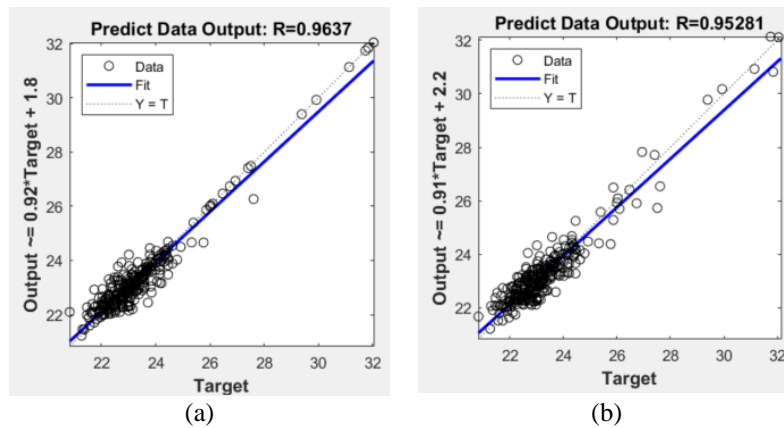 Predict Data Output: R=0.9637
32
30
28
26
24
22
Output ~= 0.92*Target + 1.8
Data
Fit
Y = T
22 24 26 28 30 32
Target
(a)
Predict Data Output: R=0.95281
32
30
28
26
24
22
Output ~= 0.91*Target + 2.2
Data
Fit
Y = T
22 24 26 28 30 32
Target
(b)